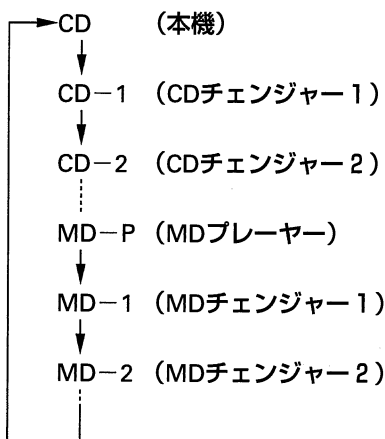 CD （本機）
CD－1 （CDチェンジャー1）
CD－2 （CDチェンジャー2）
MD－P （MDプレーヤー）
MD－1 （MDチェンジャー1）
MD－2 （MDチェンジャー2）